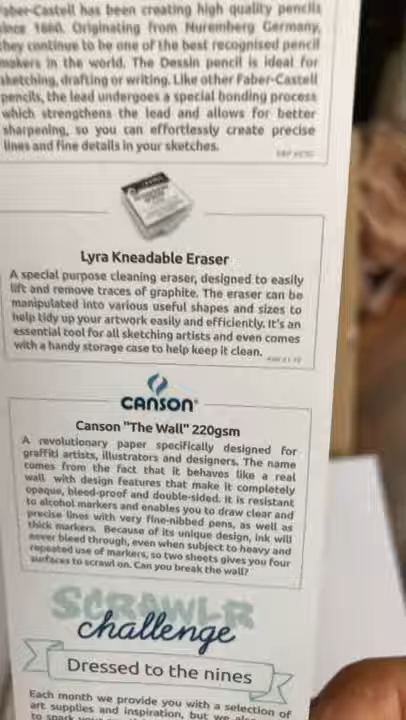 Faber-Castell has been creating high quality pencils
since 1660. Originating from Nuremberg Germany,
they continue to be one of the best recognised pencil
makers in the world. The Dessin pencil is ideal for
sketching, drafting or writing. Like other Faber-Castell
pencils, the lead undergoes a special bonding process
which strengthens the lead and allows for better
sharpening, so you can effortlessly create precise
lines and fine details in your sketches.
Lyra Kneadable Eraser
A special purpose cleaning eraser, designed to easily
lift and remove traces of graphite. The eraser can be
manipulated into various useful shapes and sizes to
help tidy up your artwork easily and efficiently. It's an
essential tool for all sketching artists and even comes
with a handy storage case to help keep it clean.
CANSON®
Canson "The Wall" 220gsm
A revolutionary paper specifically designed for
graffiti artists, illustrators and designers. The name
comes from the fact that it behaves like a real
wall with design features that make it completely
opaque, bleed-proof and double-sided. It is resistant
to alcohol markers and enables you to draw clear and
precise lines with very fine-nibbed pens, as well as
thick markers. Because of its unique design, ink will
never bleed through, even when subject to heavy and
repeated use of markers, so two sheets gives you four
surfaces to scrawl on. Can you break the wall?
SCRAWLR
challenge
Dressed to the nines
Each month we provide you with a selection of
art supplies and inspiration, but we
to spark